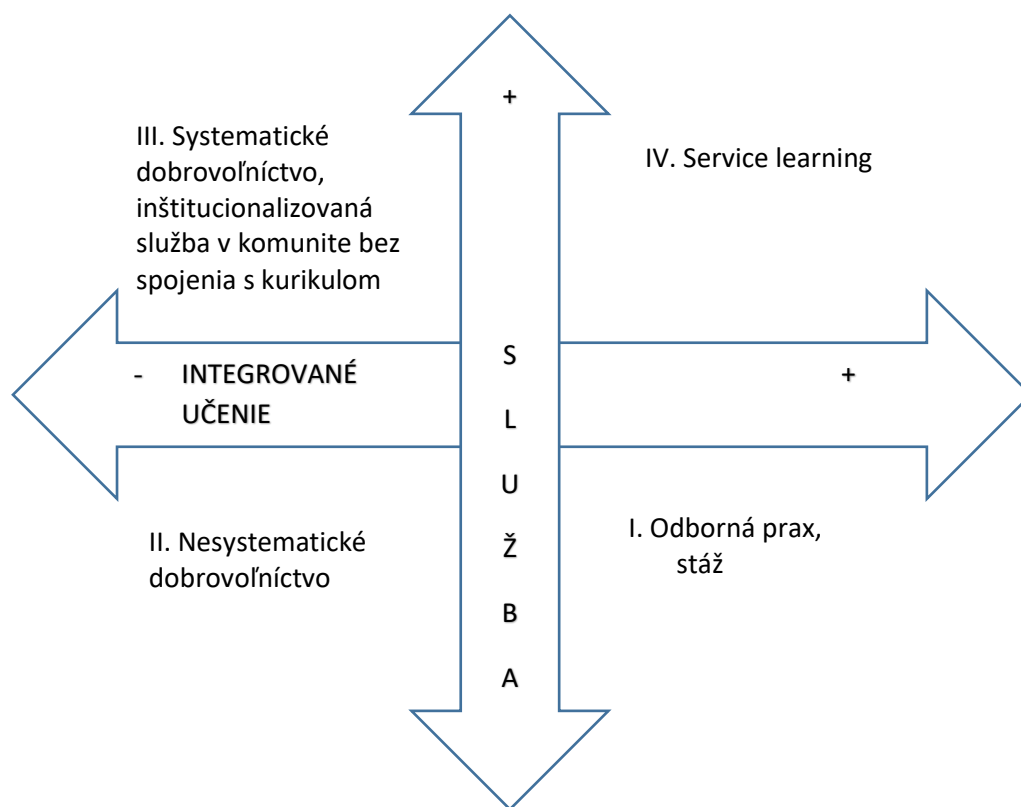 +
III. Systematické
dobrovoľníctvo,
inštitucionalizovaná
služba v komunite bez
spojenia s kurikulom
IV. Service learning
- INTEGROVANÉ
UČENIE
+
S
L
U
Ž
B
A
II. Nesystematické
dobrovoľníctvo
I. Odborná prax,
stáž